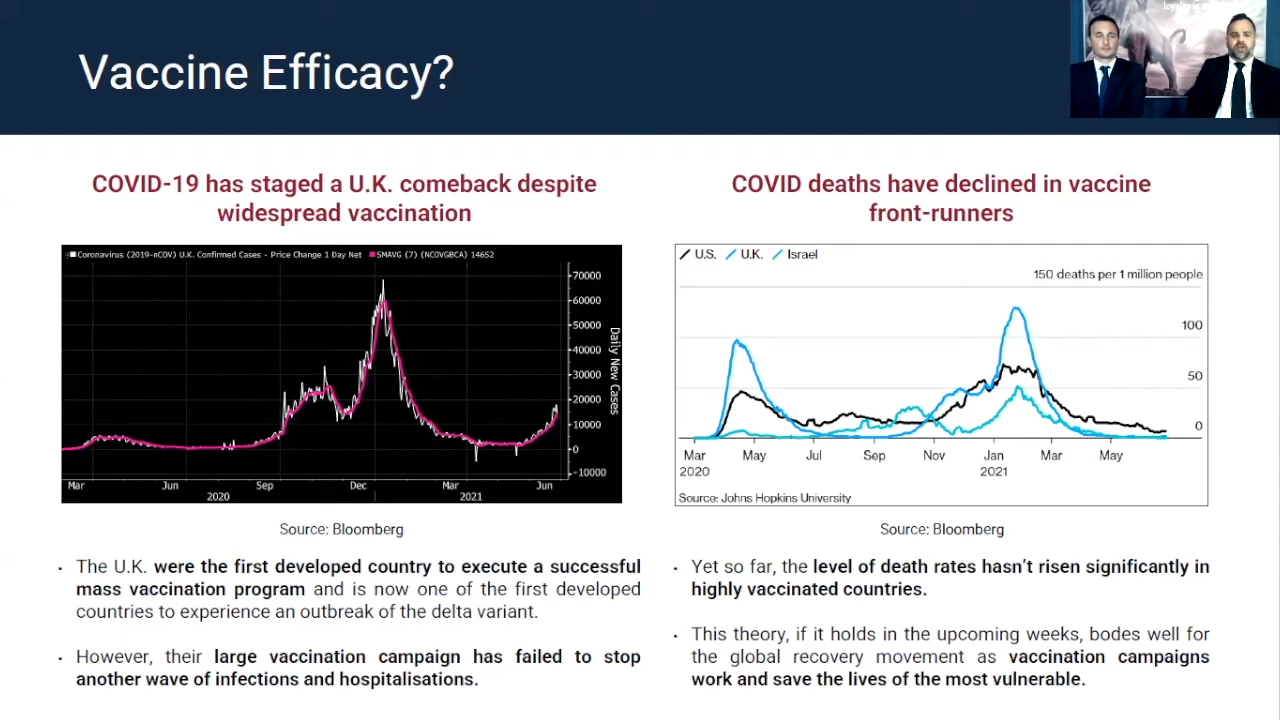 loyalty is
Vaccine Efficacy?
COVID-19 has staged a U.K. comeback despite
widespread vaccination
Coronavirus (2019-nCOV) U.K. Confirmed Cases - Price Change 1 Day Net SMAVG (7) (NCOVGBCA) 14652
70000
60000
50000
40000
30000
20000
10000
0
-10000
Daily New Cases
Mar Jun Sep Dec Mar Jun
2020 2021
Source: Bloomberg
The U.K. were the first developed country to execute a successful
mass vaccination program and is now one of the first developed
countries to experience an outbreak of the delta variant.
However, their large vaccination campaign has failed to stop
another wave of infections and hospitalisations.
COVID deaths have declined in vaccine
front-runners
U.S. U.K. Israel
150 deaths per 1 million people
100
50
0
Mar May Jul Sep Nov Jan Mar May
2020 2021
Source: Johns Hopkins University
Source: Bloomberg
Yet so far, the level of death rates hasn't risen significantly in
highly vaccinated countries.
This theory, if it holds in the upcoming weeks, bodes well for
the global recovery movement as vaccination campaigns
work and save the lives of the most vulnerable.